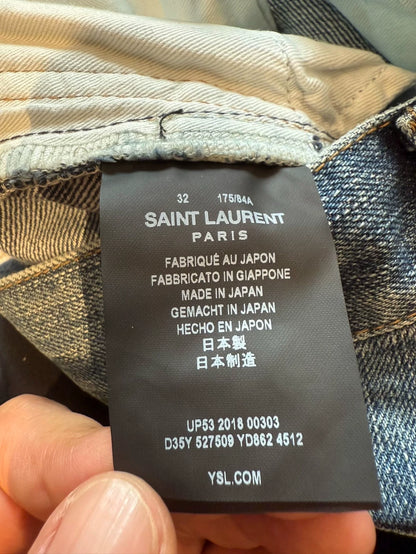 32 175/84A
SAINT LAURENT
PARIS
FABRIQUÉ AU JAPON
FABBRICATO IN GIAPPONE
MADE IN JAPAN
GEMACHT IN JAPAN
HECHO EN JAPON
日本製
日本制造
UP53 2018 00303
D35Y 527509 YD862 4512
YSL.COM